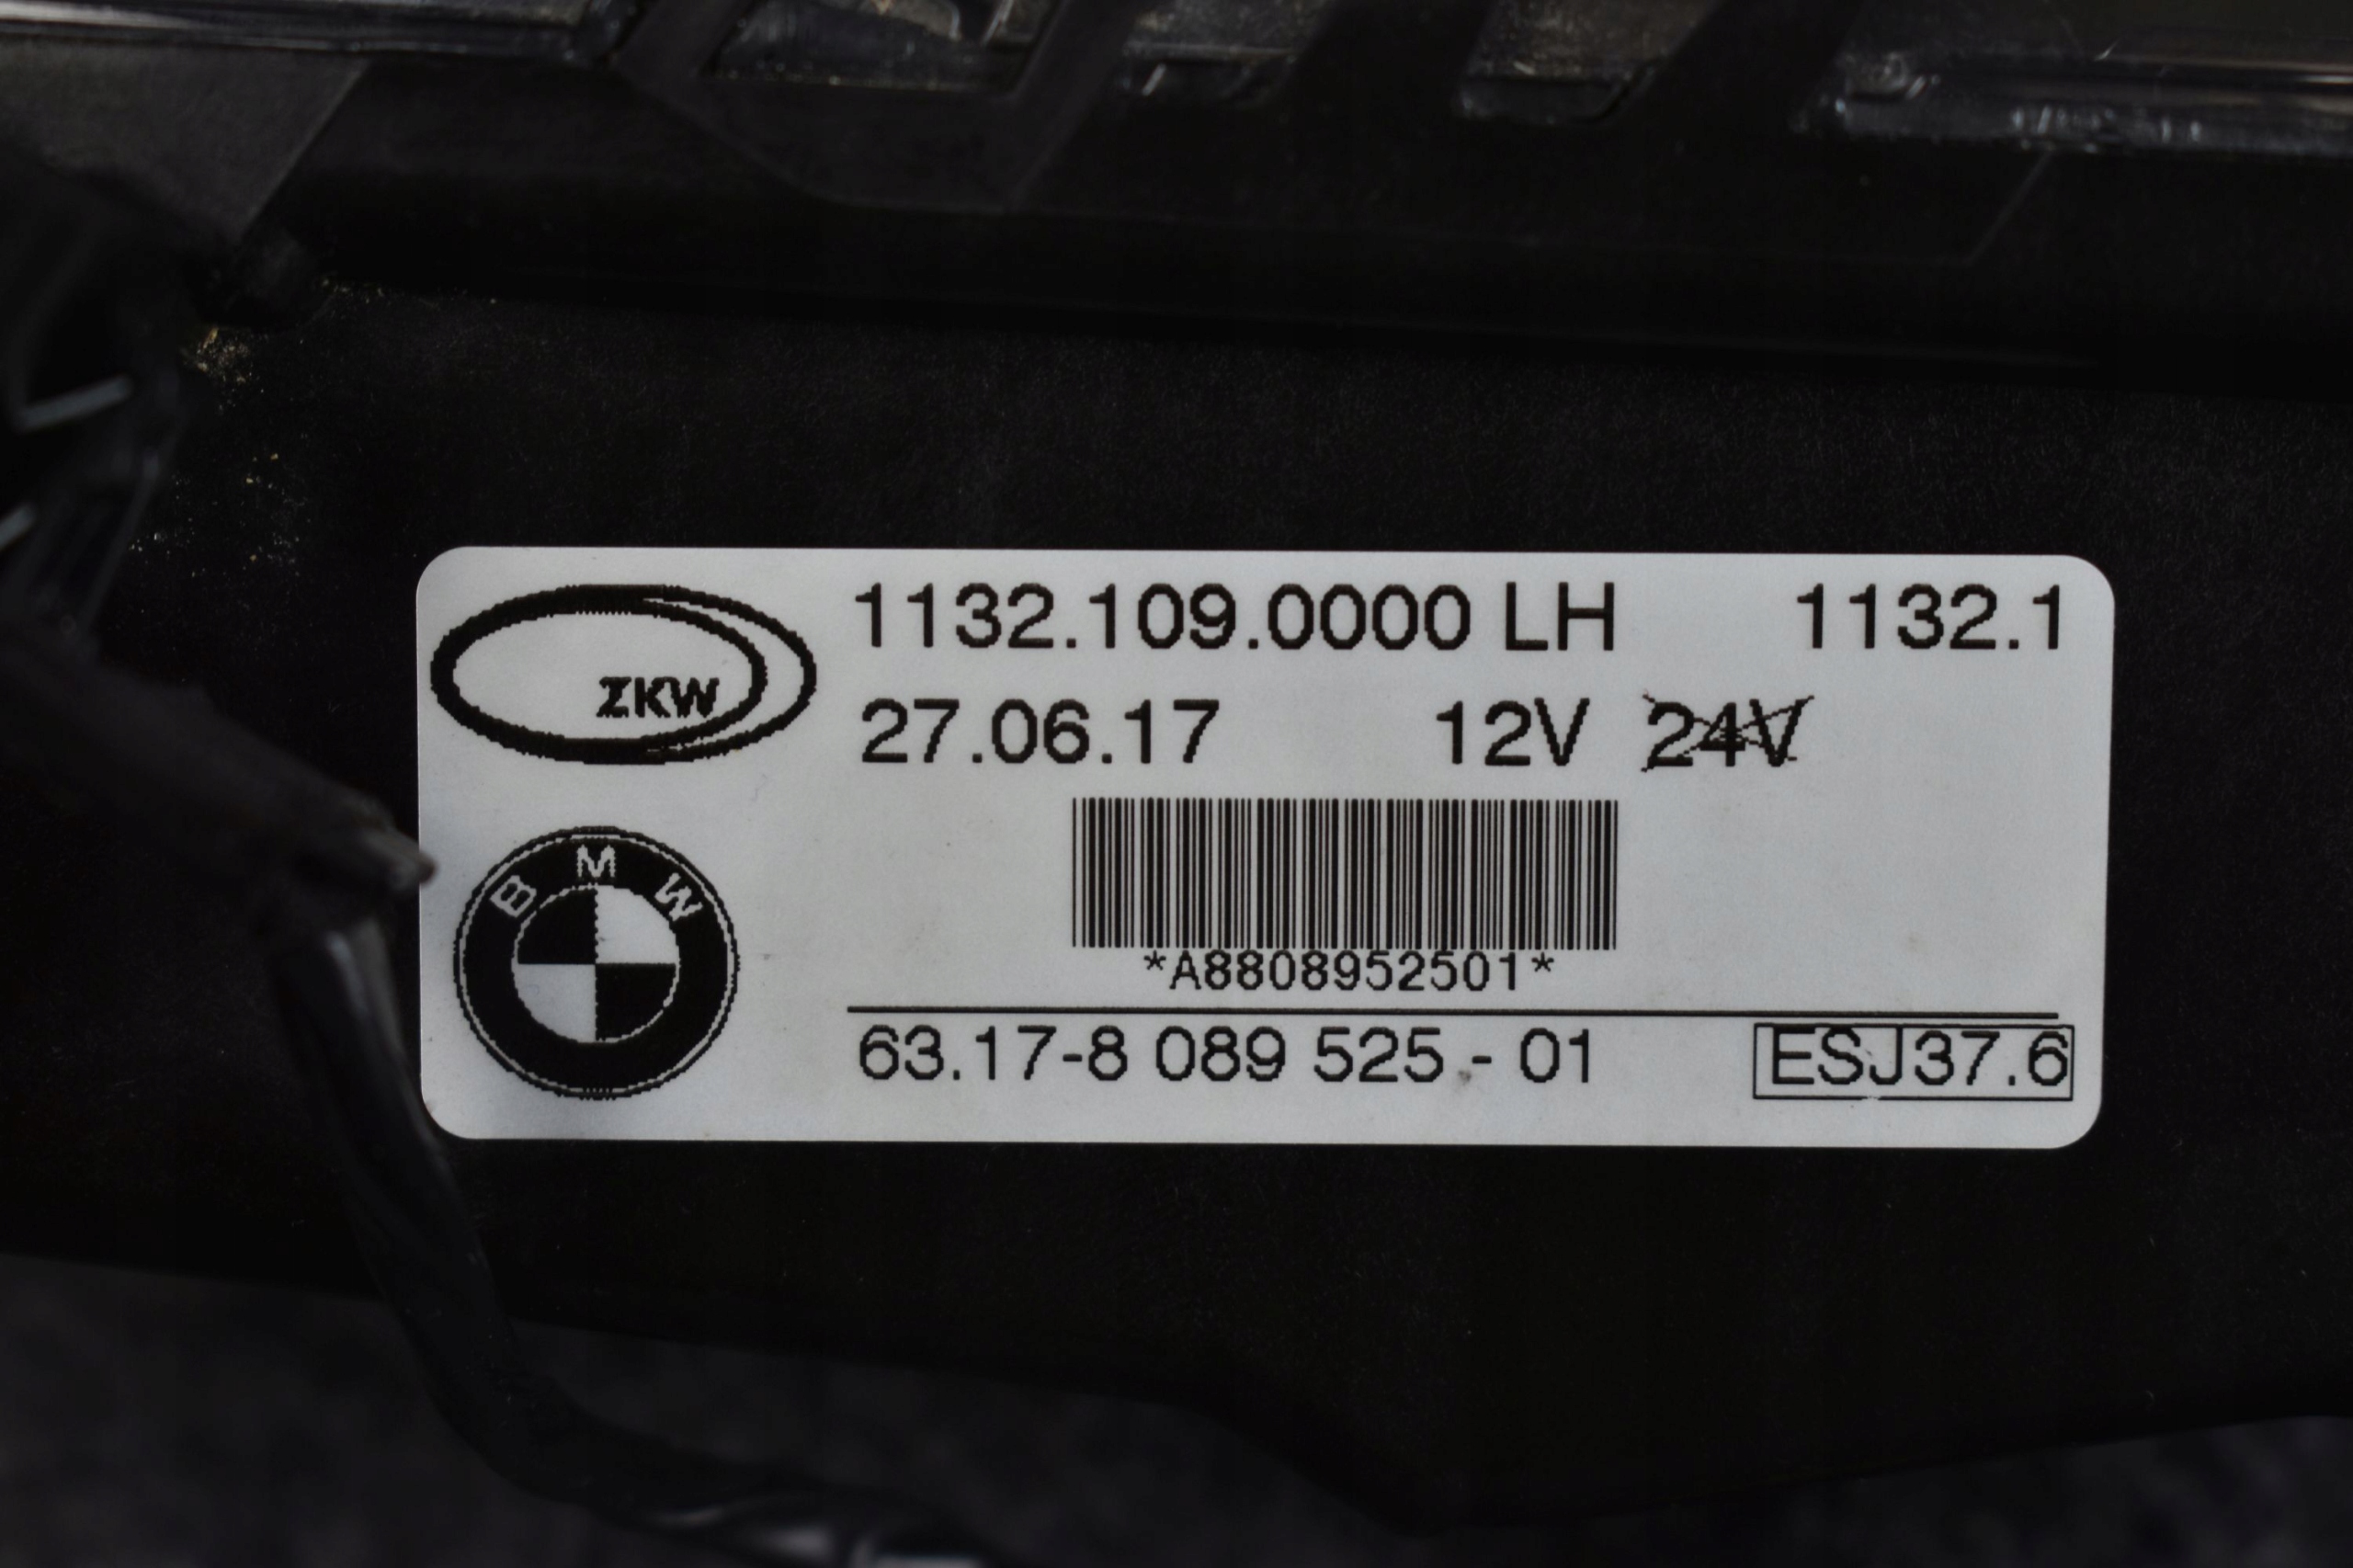 ZKW
1132.109.0000 LH 1132.1
27.06.17 12V 24V
BMW
*A8808952501*
63.17-8 089 525 - 01 ESJ37.6